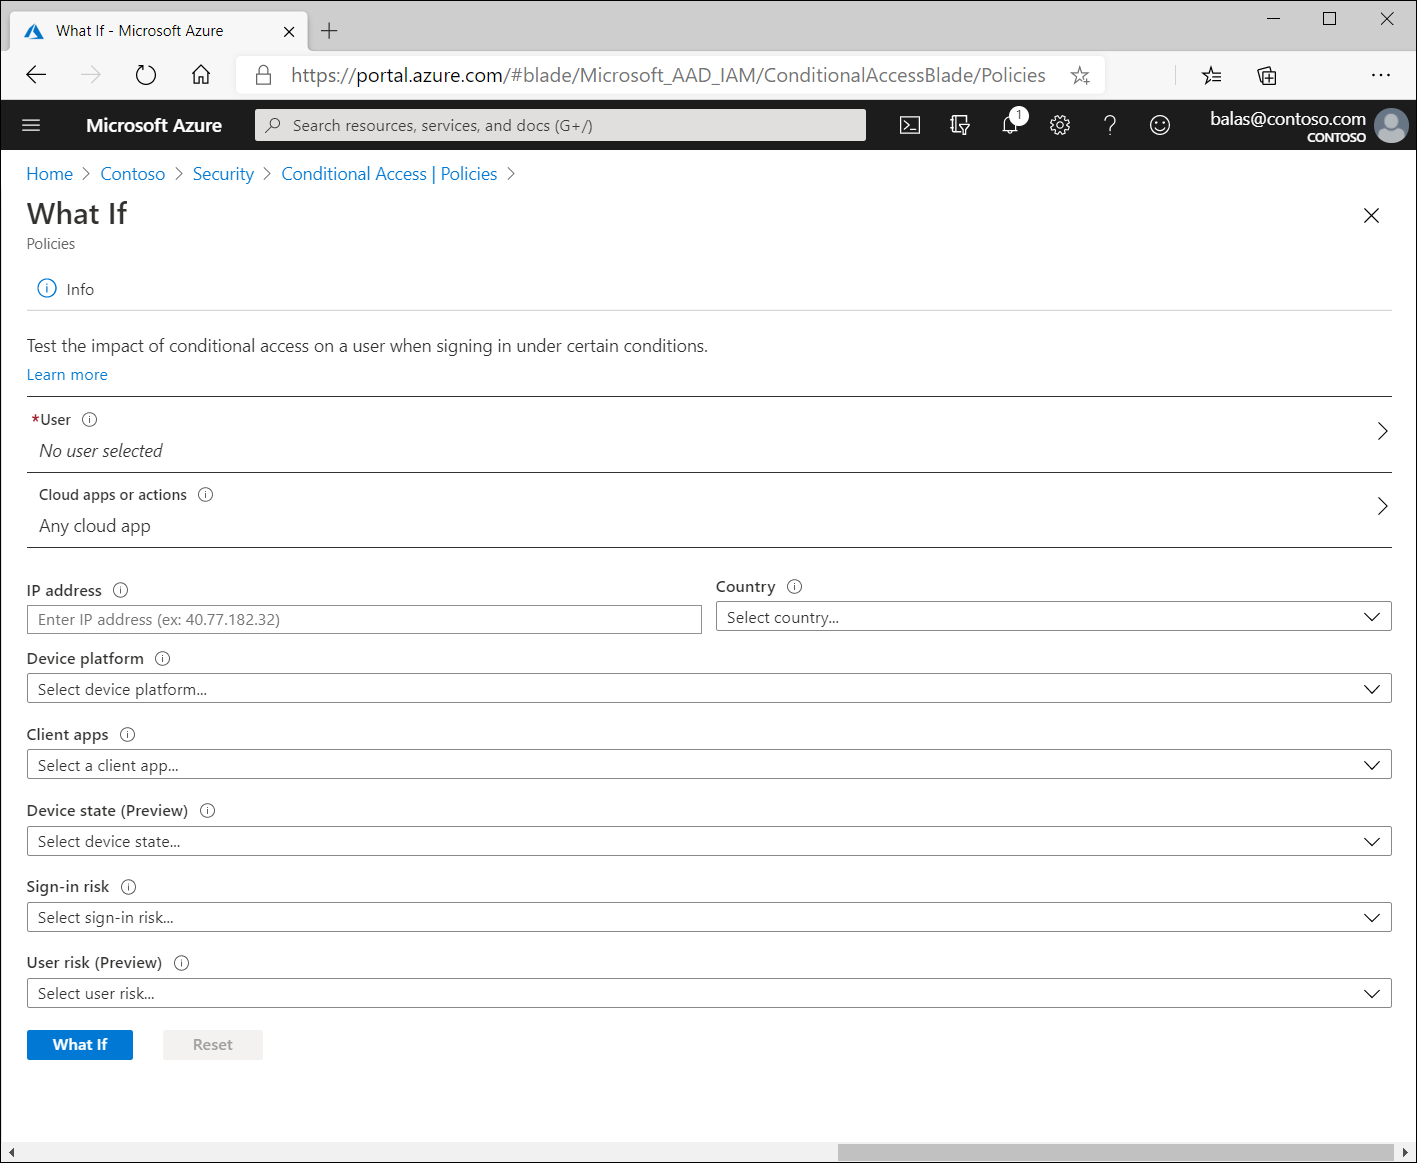 What If - Microsoft Azure
https://portal.azure.com/#blade/Microsoft_AAD_IAM/ConditionalAccessBlade/Policies
Microsoft Azure
Search resources, services, and docs (G+/)
1
balas@contoso.com
CONTOSO
Home > Contoso > Security > Conditional Access | Policies >
What If
Policies
Info
Test the impact of conditional access on a user when signing in under certain conditions.
Learn more
*User
No user selected
Cloud apps or actions
Any cloud app
IP address
Enter IP address (ex: 40.77.182.32)
Country
Select country...
Device platform
Select device platform...
Client apps
Select a client app...
Device state (Preview)
Select device state...
Sign-in risk
Select sign-in risk...
User risk (Preview)
Select user risk...
What If
Reset